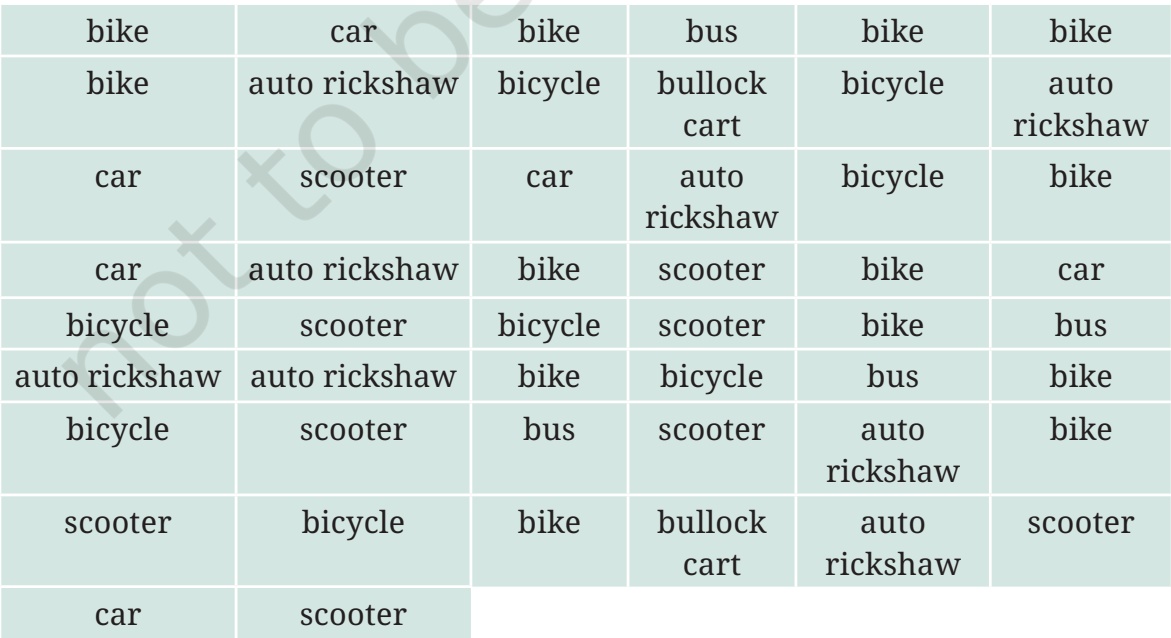 bike car bike bus bike bike
bike auto rickshaw bicycle bullock cart bicycle auto rickshaw
car scooter car auto rickshaw bicycle bike
car auto rickshaw bike scooter bike car
bicycle scooter bicycle scooter bike bus
auto rickshaw auto rickshaw bike bicycle bus bike
bicycle scooter bus scooter auto rickshaw bike
scooter bicycle bike bullock cart auto rickshaw scooter
car scooter
not to be